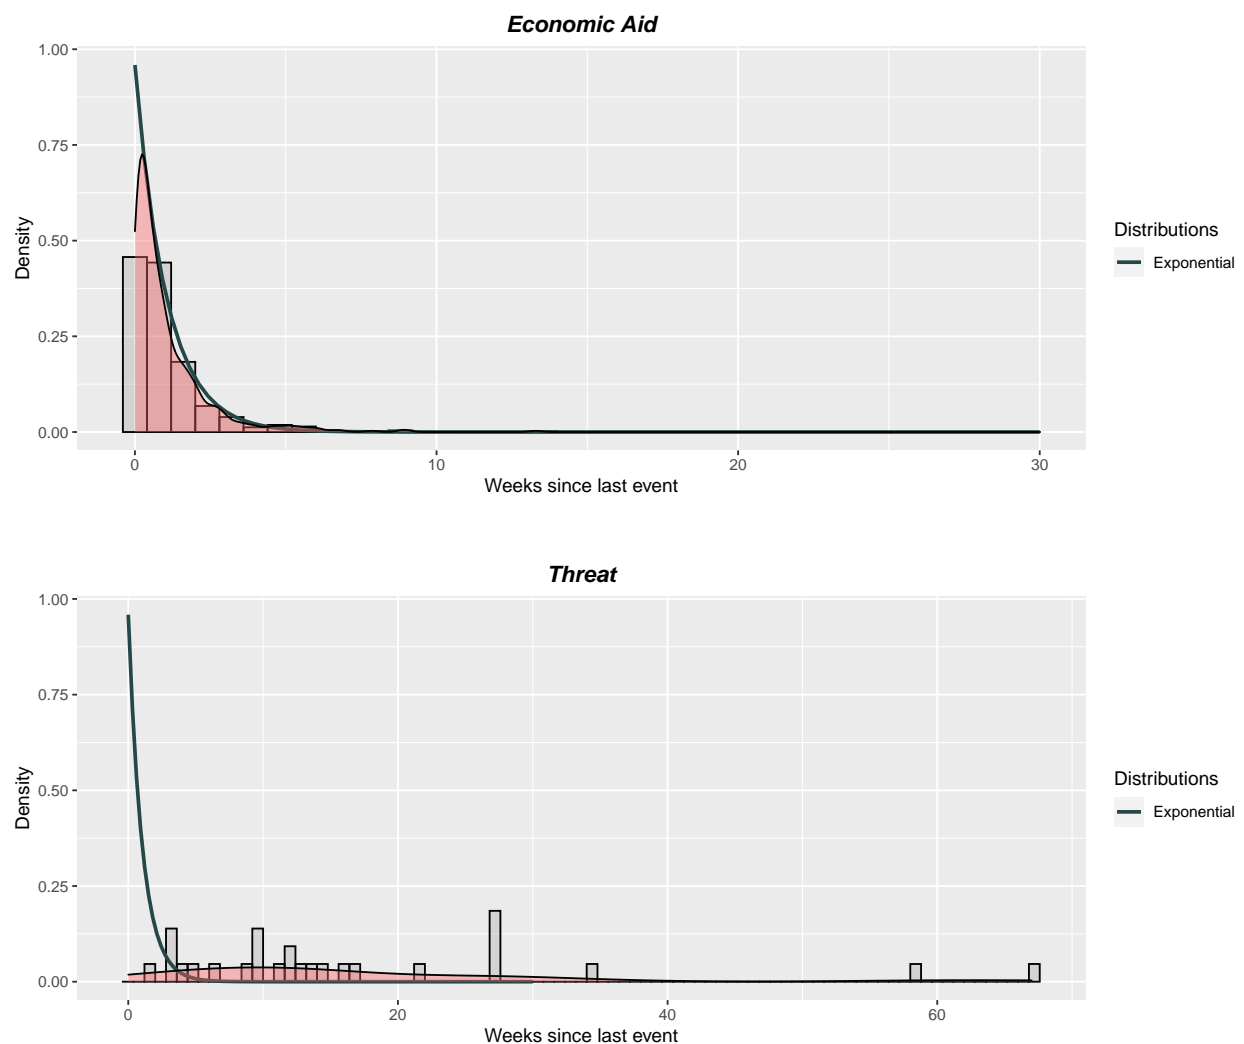 Economic Aid
1.00
0.75
0.50
0.25
0.00
Density
0 10 20 30
Weeks since last event
Distributions
Exponential
Threat
1.00
0.75
0.50
0.25
0.00
Density
0 20 40 60
Weeks since last event
Distributions
Exponential